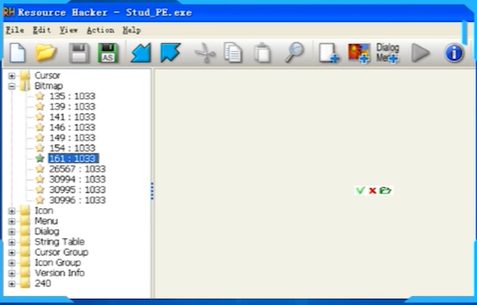 Resource Hacker - Stud_PE.exe
File Edit View Action Help
AS
Dialog
Menu
Cursor
Bitmap
135 : 1033
139 : 1033
141 : 1033
146 : 1033
149 : 1033
154 : 1033
161 : 1033
26567 : 1033
30994 : 1033
30995 : 1033
30996 : 1033
Icon
Menu
Dialog
String Table
Cursor Group
Icon Group
Version Info
240